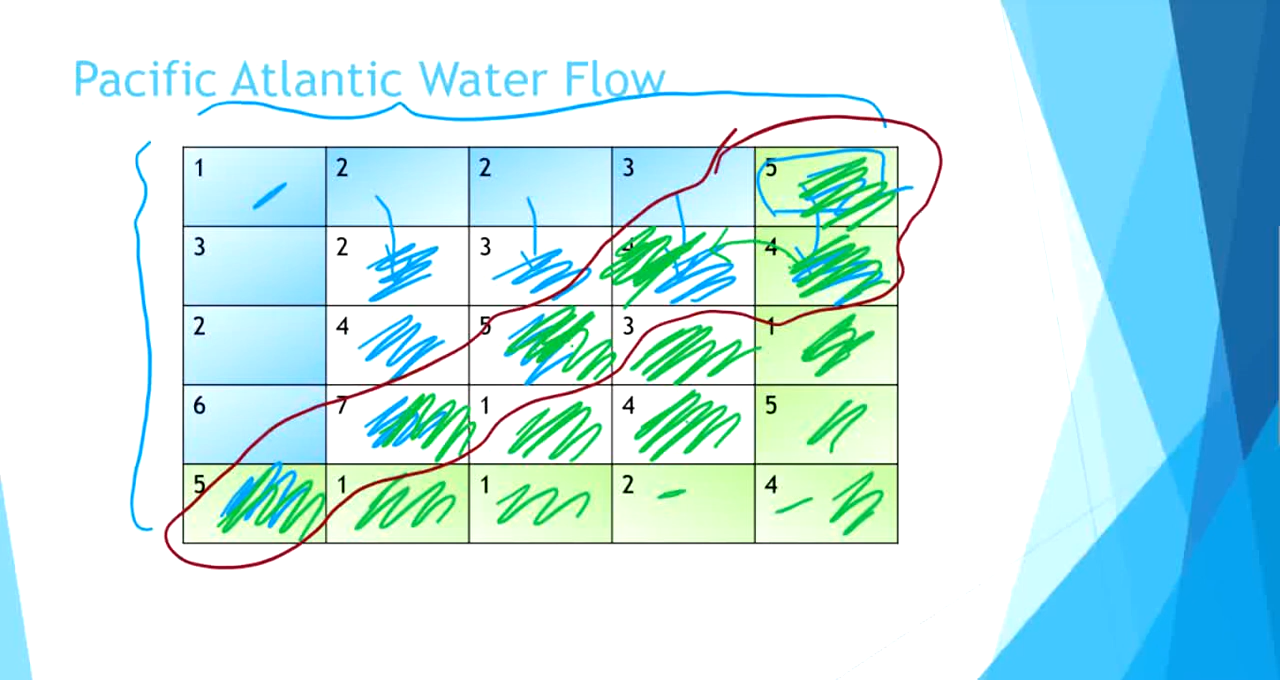 Pacific Atlantic Water Flow
1 2 2 3 5
3 2 3 4
2 4 5 3 1
6 7 1 4 5
5 1 1 2 4